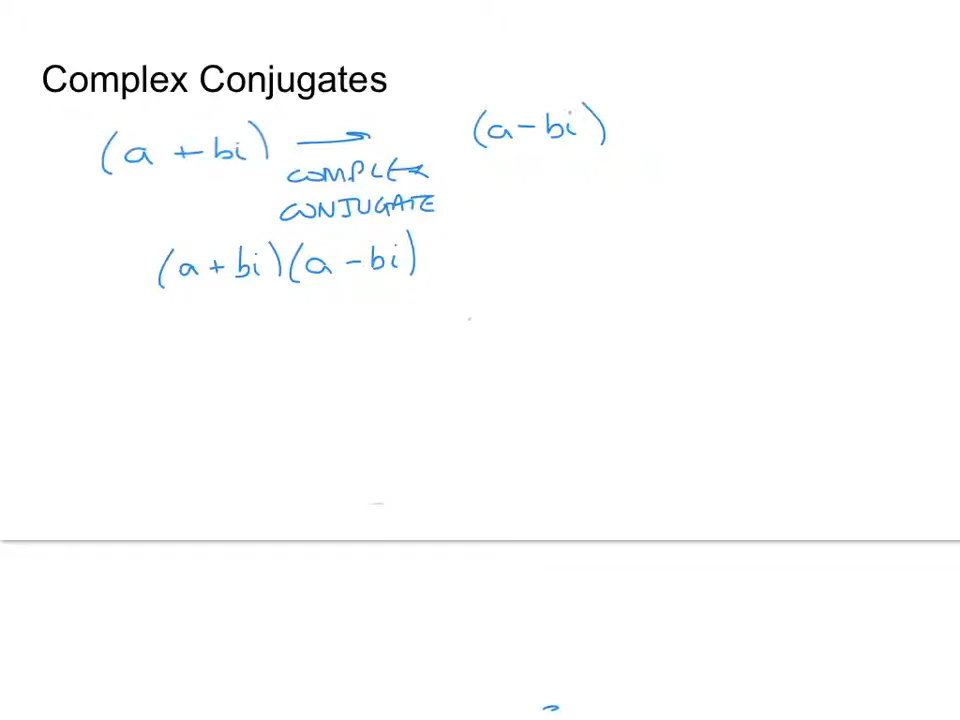 Complex Conjugates
(a + bi) → (a - bi)
COMPLEX
CONJUGATE
(a + bi)(a - bi)